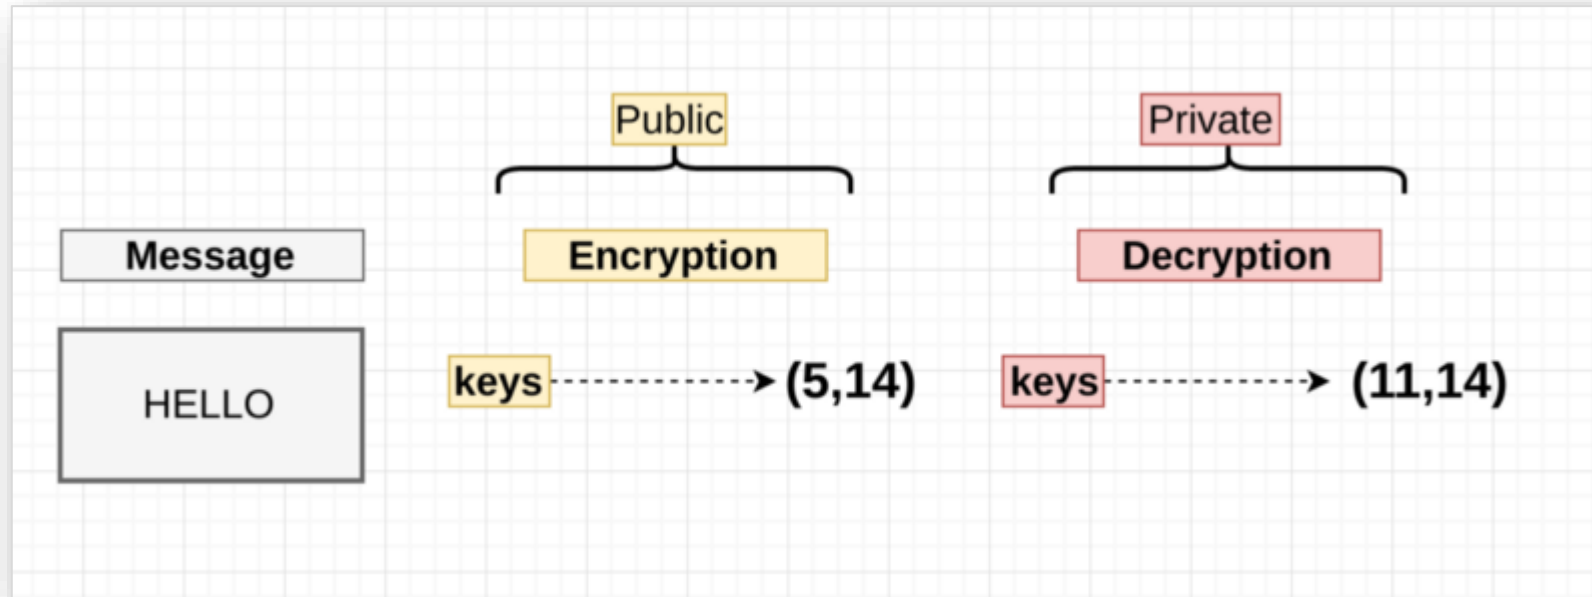 Public
Private
Message
Encryption
Decryption
HELLO
keys
(5,14)
keys
(11,14)